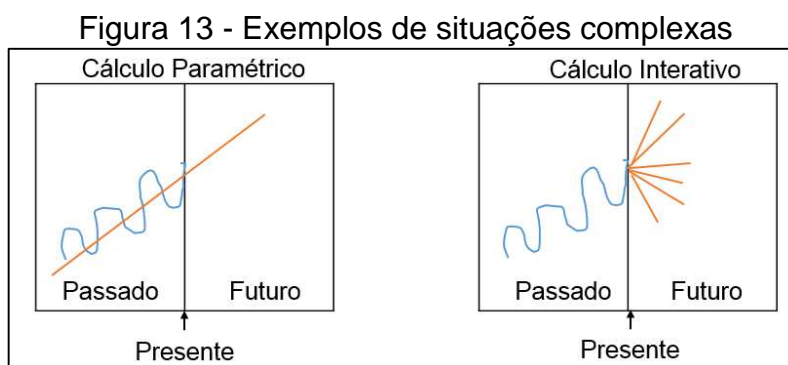 Figura 13 - Exemplos de situações complexas
Cálculo Paramétrico
Passado
Futuro
Presente
Cálculo Interativo
Passado
Futuro
Presente